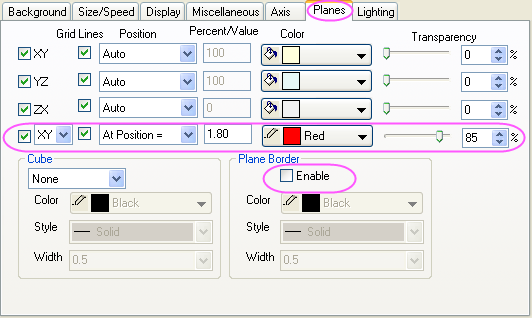 Background Size/Speed Display Miscellaneous Axis Planes Lighting
Grid Lines Position Percent/Value Color Transparency
XY Auto 100 0 %
YZ Auto 100 0 %
ZX Auto 0 0 %
XY At Position = 1.80 Red 85 %
Cube Plane Border
None Enable
Color Black Color Black
Style Solid Style Solid
Width 0.5 Width 0.5